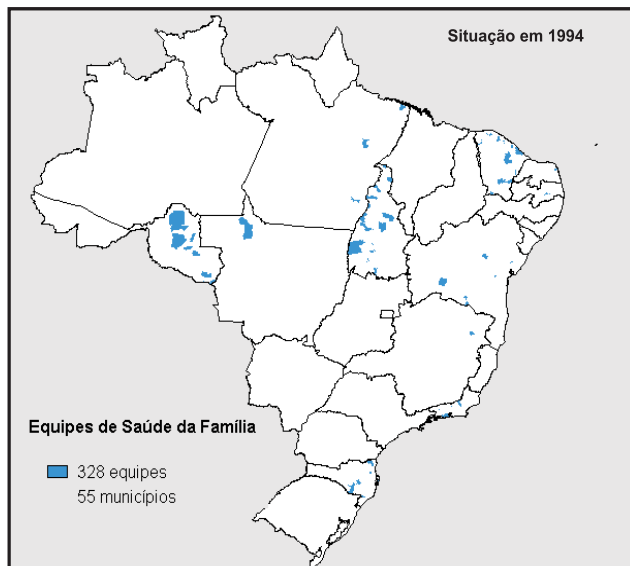 Situação em 1994
Equipes de Saúde da Família
328 equipes
55 municípios